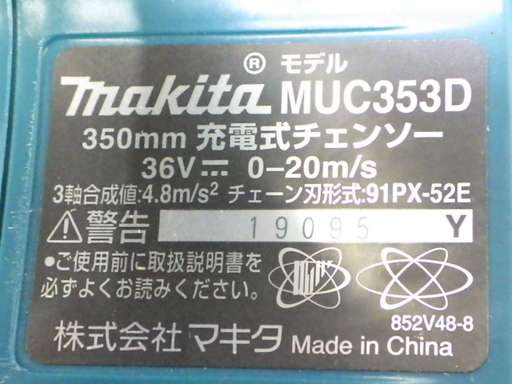 makita® モデル MUC353D
350mm 充電式チェンソー
36V⎓ 0-20m/s
3軸合成値:4.8m/s² チェーン刃形式:91PX-52E
⚠警告 19095 Y
●ご使用前に取扱説明書を
必ずよくお読みください。
852V48-8
株式会社マキタ Made in China